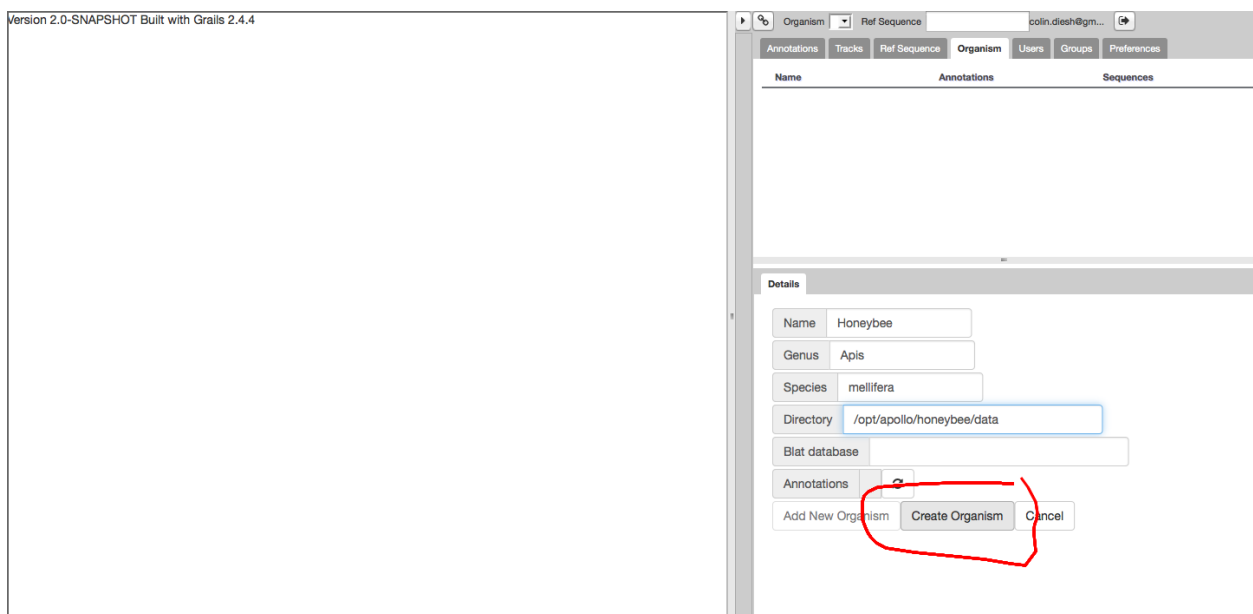 Version 2.0-SNAPSHOT Built with Grails 2.4.4
Organism Ref Sequence colin.diesh@gm...
Annotations Tracks Ref Sequence Organism Users Groups Preferences
Name Annotations Sequences
Details
Name Honeybee
Genus Apis
Species mellifera
Directory /opt/apollo/honeybee/data
Blat database
Annotations
Add New Organism Create Organism Cancel